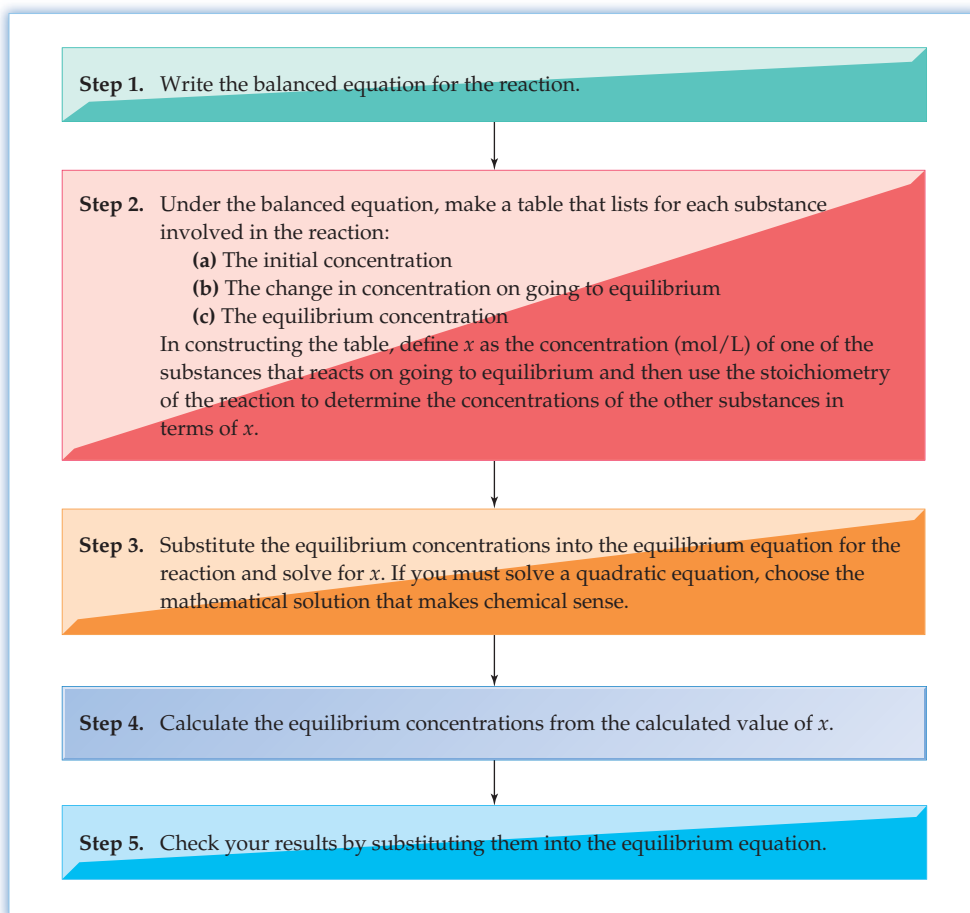 Step 1. Write the balanced equation for the reaction.
Step 2. Under the balanced equation, make a table that lists for each substance
involved in the reaction:
(a) The initial concentration
(b) The change in concentration on going to equilibrium
(c) The equilibrium concentration
In constructing the table, define x as the concentration (mol/L) of one of the
substances that reacts on going to equilibrium and then use the stoichiometry
of the reaction to determine the concentrations of the other substances in
terms of x.
Step 3. Substitute the equilibrium concentrations into the equilibrium equation for the
reaction and solve for x. If you must solve a quadratic equation, choose the
mathematical solution that makes chemical sense.
Step 4. Calculate the equilibrium concentrations from the calculated value of x.
Step 5. Check your results by substituting them into the equilibrium equation.